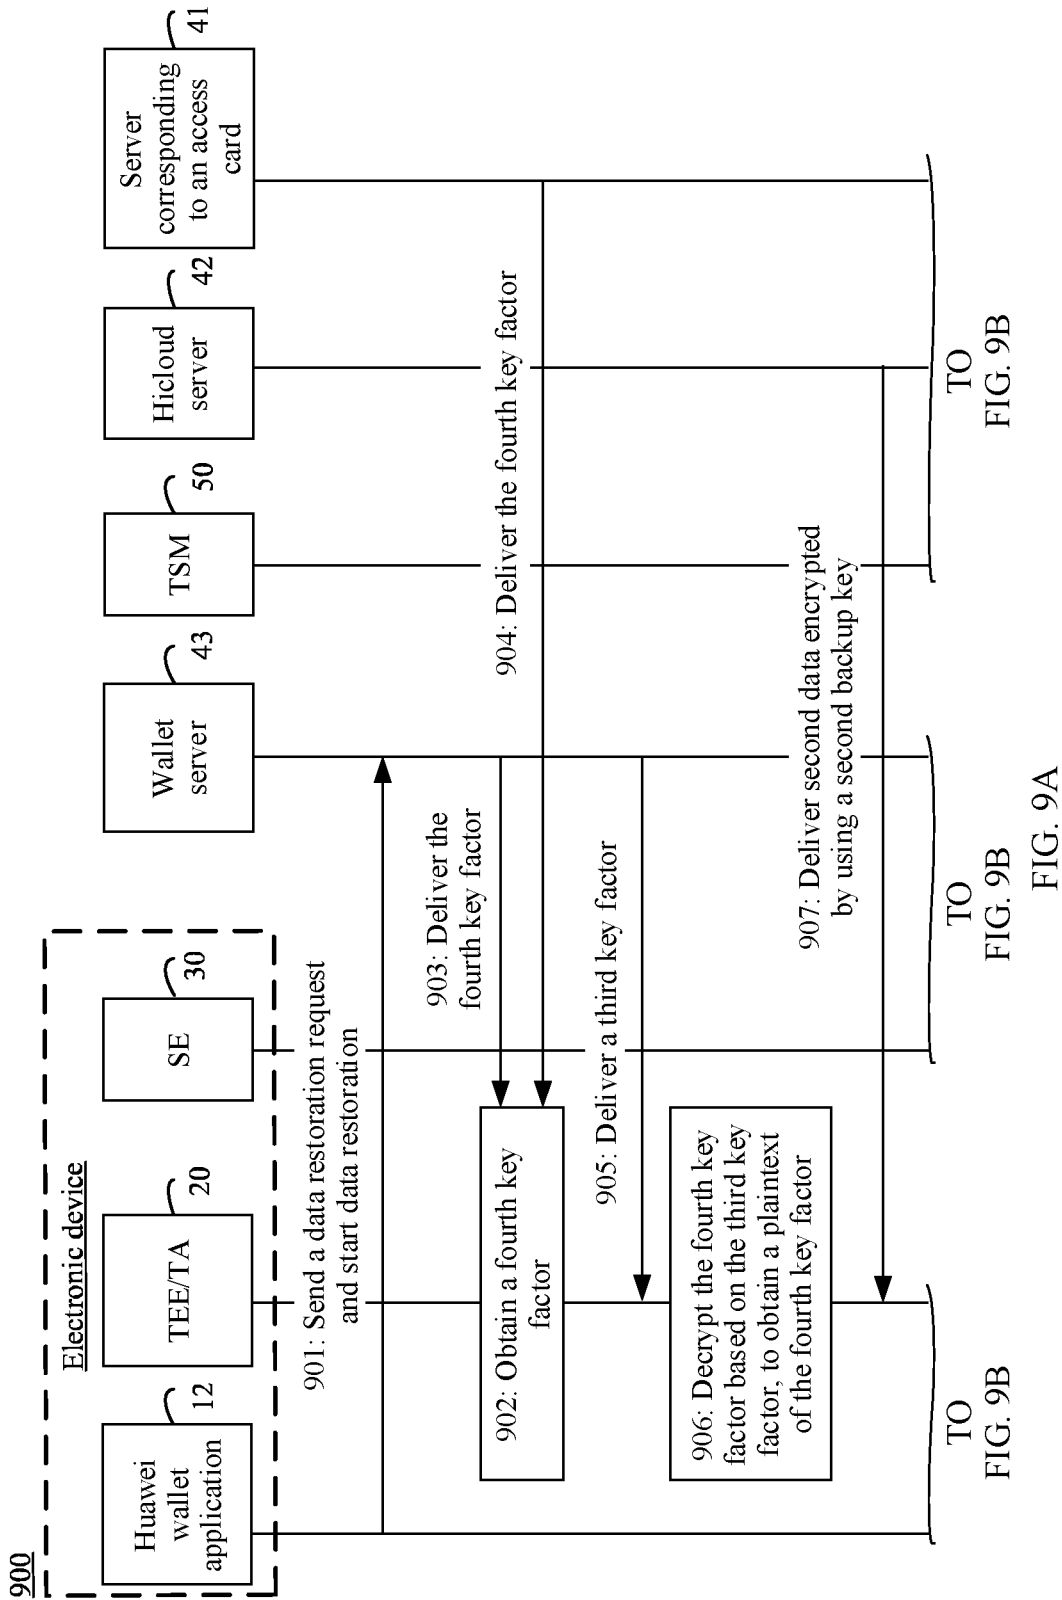 900
Electronic device
Huawei
wallet
application
12
TEE/TA
20
SE
30
Wallet
server
43
TSM
50
Hicloud
server
42
Server
corresponding
to an access
card
41
901: Send a data restoration request
and start data restoration
902: Obtain a fourth key
factor
903: Deliver the
fourth key factor
904: Deliver the fourth key factor
905: Deliver a third key factor
906: Decrypt the fourth key
factor based on the third key
factor, to obtain a plaintext
of the fourth key factor
907: Deliver second data encrypted
by using a second backup key
TO
FIG. 9B
TO
FIG. 9B
TO
FIG. 9B
FIG. 9A